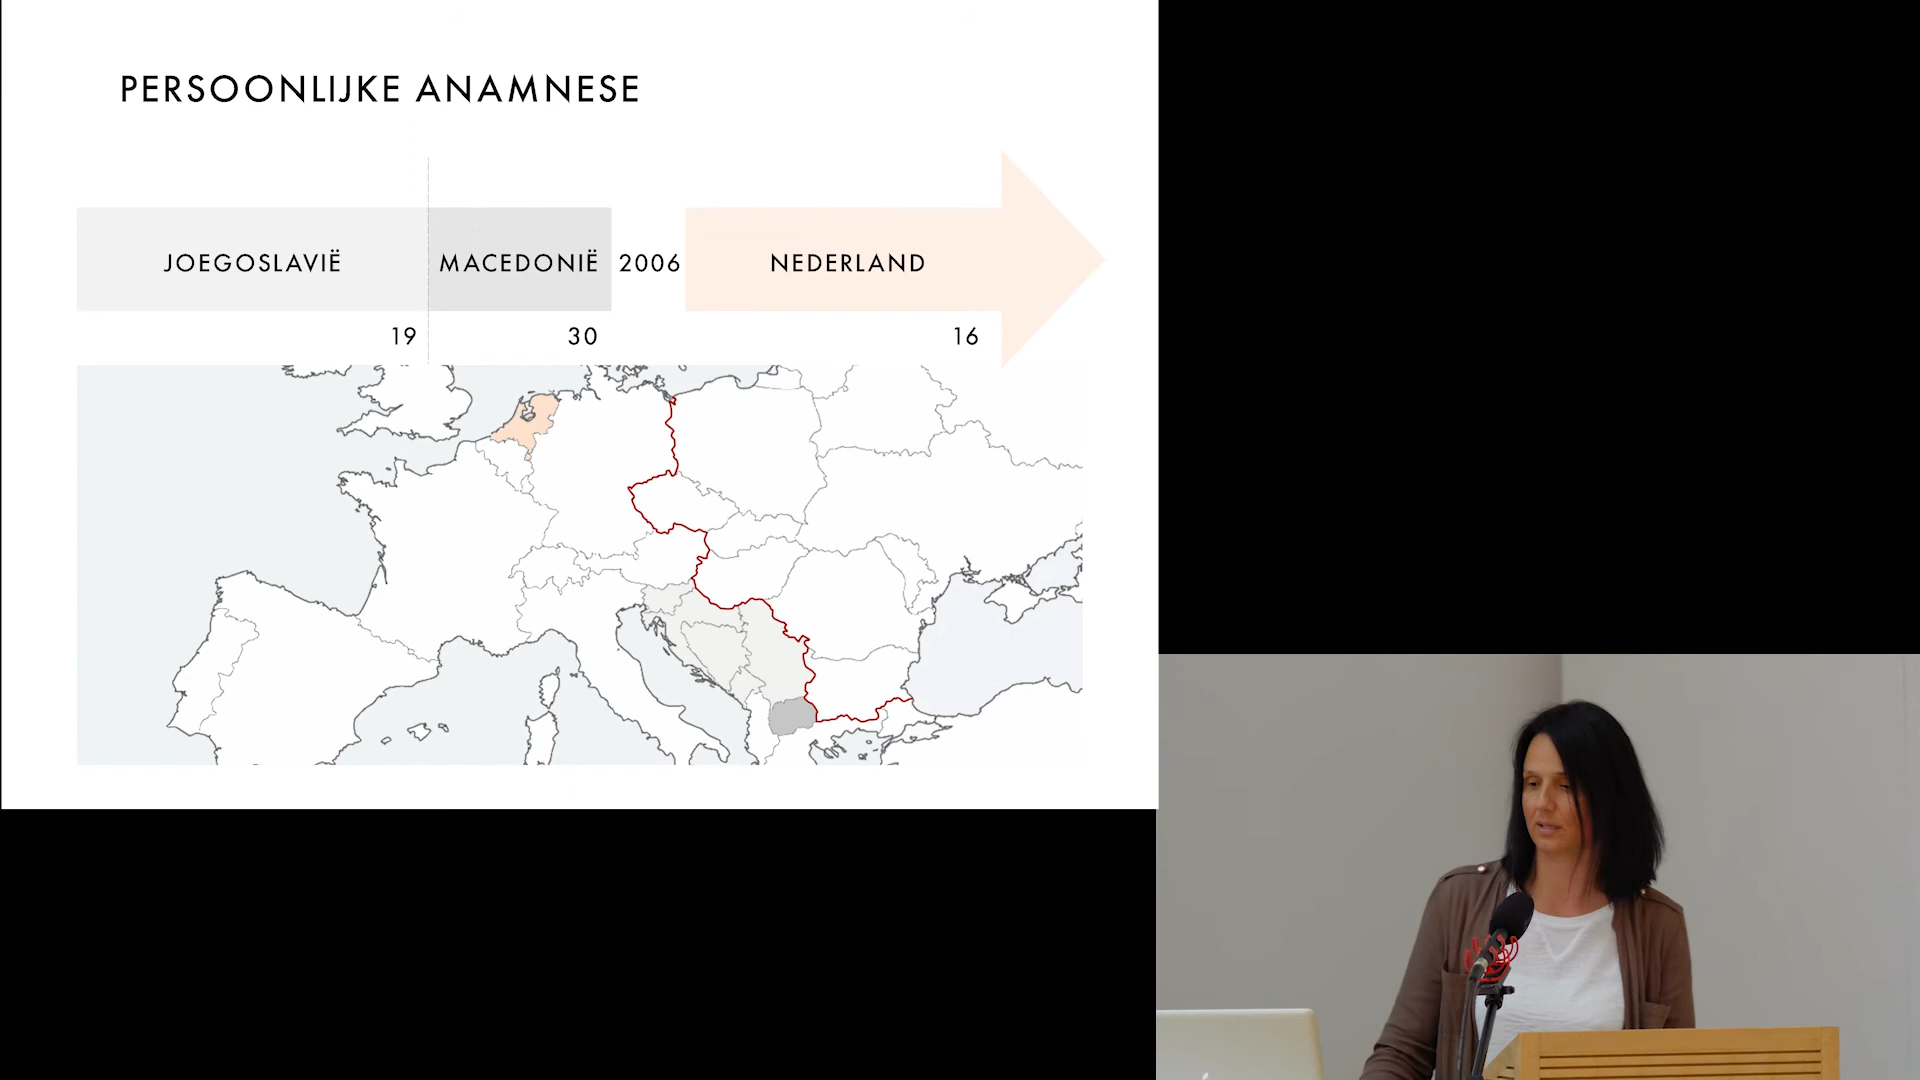 PERSOONLIJKE ANAMNESE
JOEGOSLAVIË MACEDONIË 2006 NEDERLAND
19 30 16